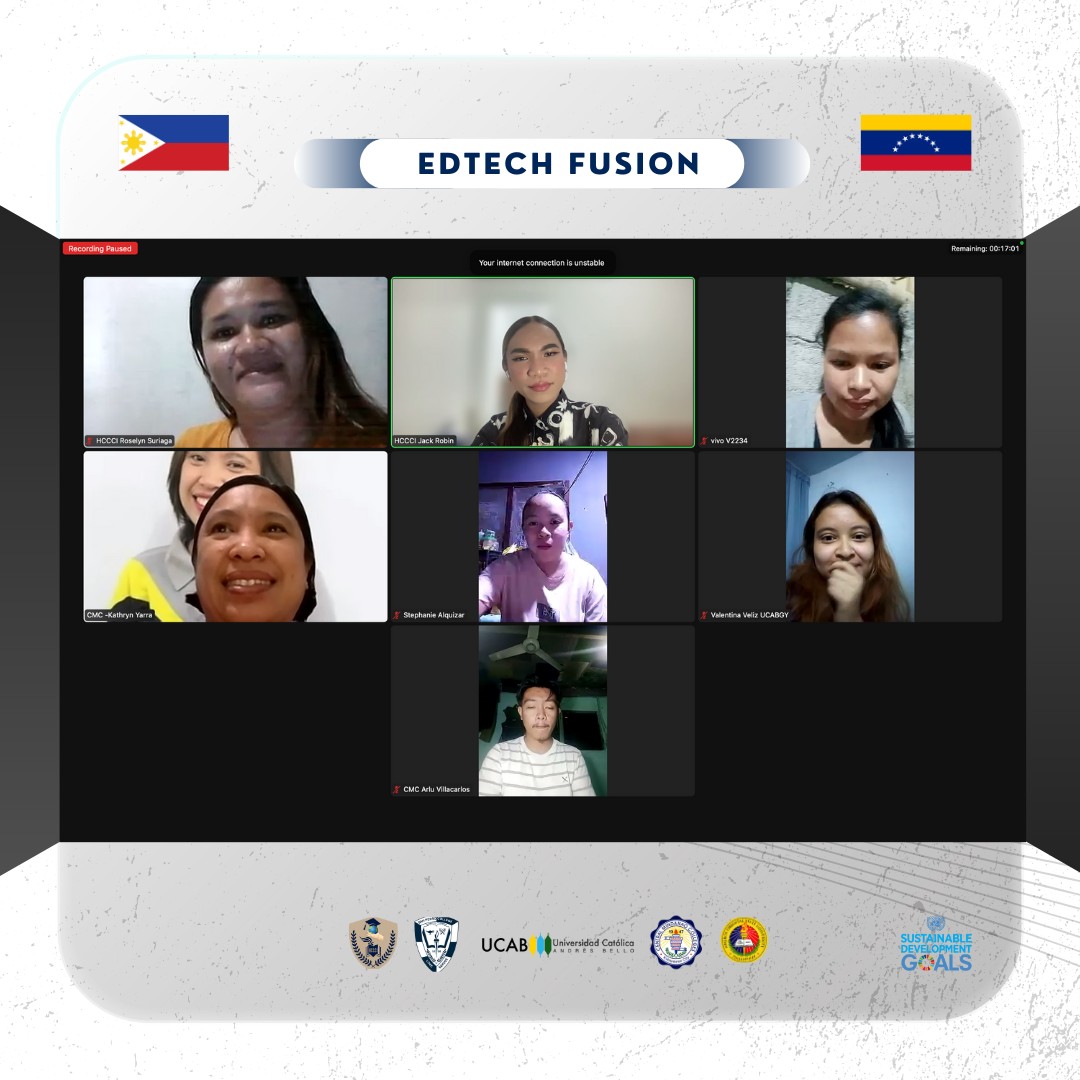 EDTECH FUSION
Recording Paused
Remaining: 00:17:01
Your internet connection is unstable
HCCCI Roselyn Suriaga
HCCCI Jack Robin
vivo V2234
CMC -Kathryn Yarra
Stephanie Alquizar
Valentina Veliz UCABGY
CMC Arlu Villacarlos
UCAB
Universidad Católica
ANDRÉS BELLO
SUSTAINABLE
DEVELOPMENT
GOALS